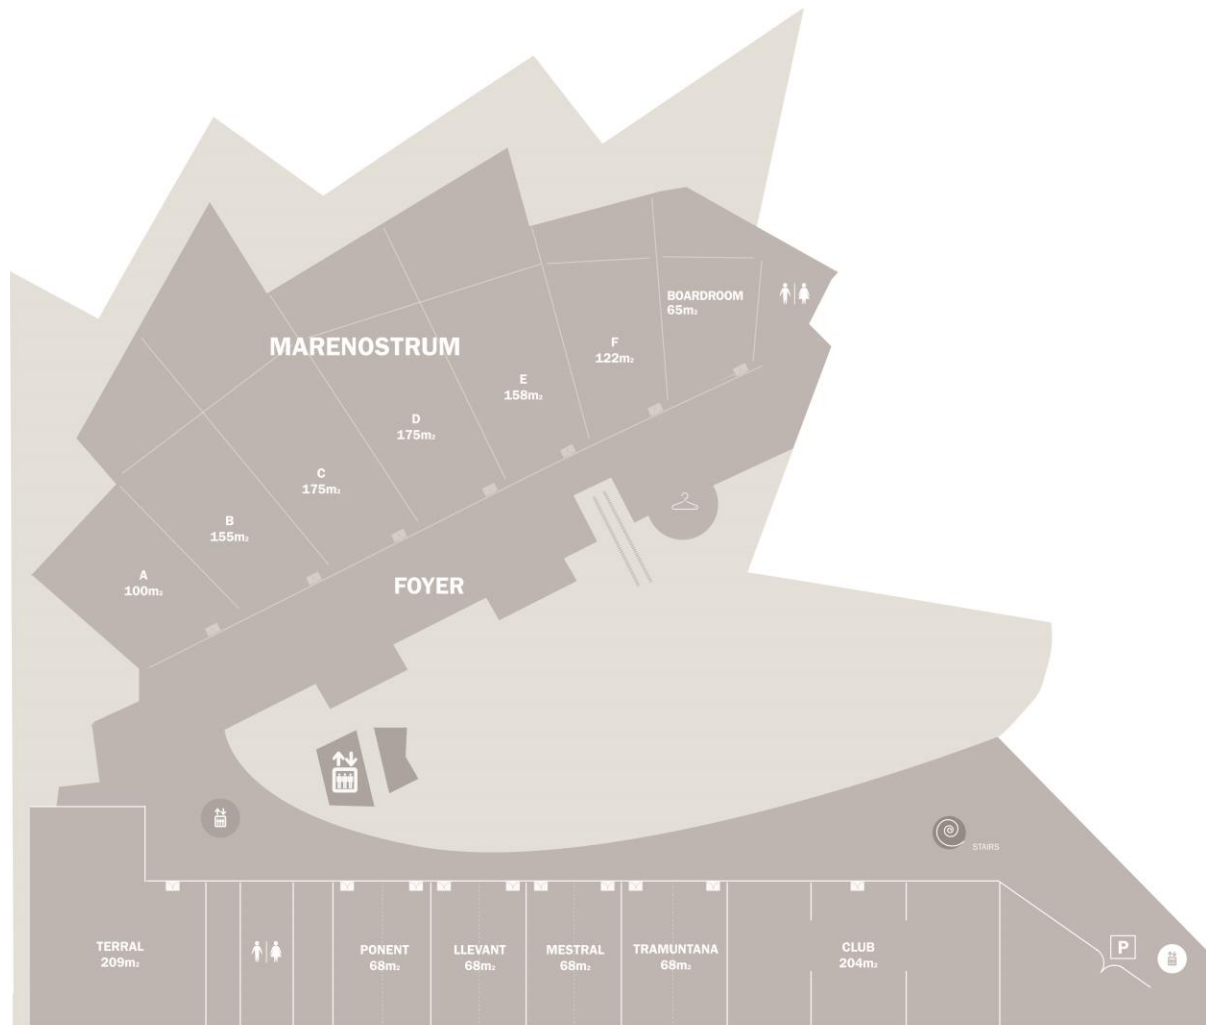 BOARDROOM
65m2
F
122m2
MARENOSTRUM
E
158m2
D
175m2
C
175m2
B
155m2
A
100m2
FOYER
STAIRS
TERRAL
209m2
PONENT
68m2
LLEVANT
68m2
MESTRAL
68m2
TRAMUNTANA
68m2
CLUB
204m2
P